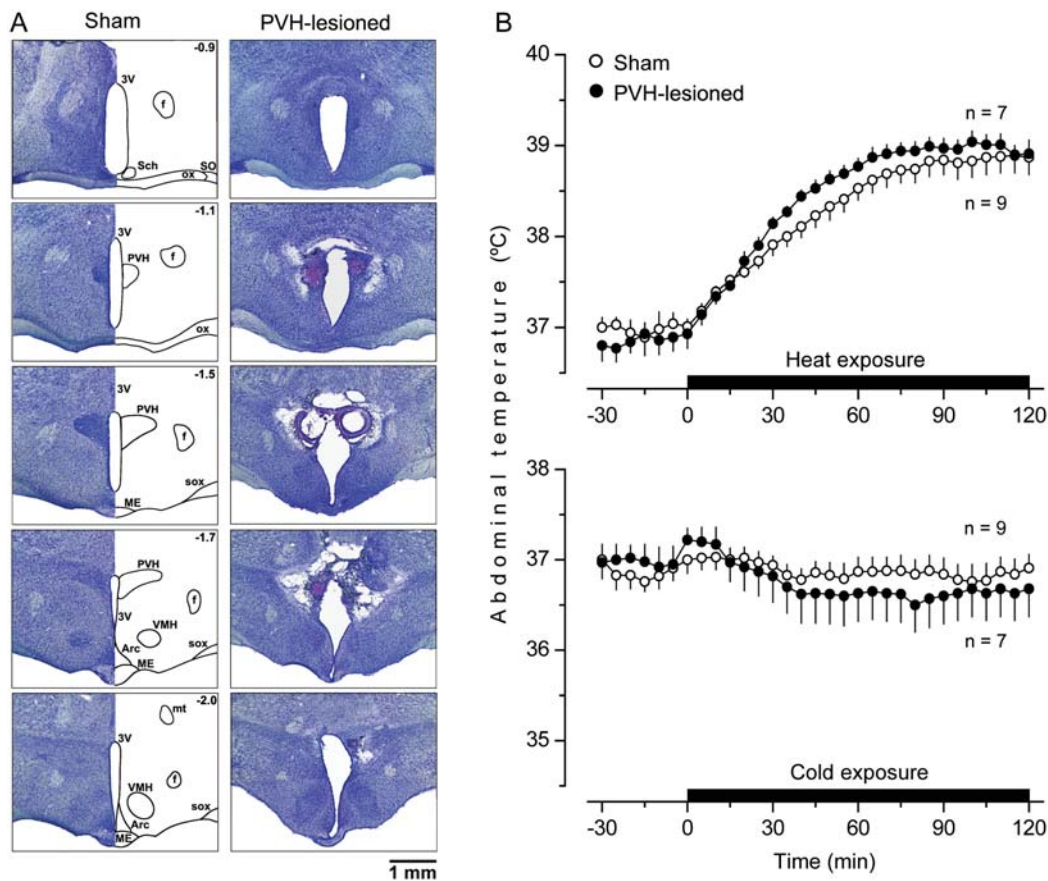 A
Sham
PVH-lesioned
-0.9
3V
f
Sch
SO
ox
-1.1
3V
PVH
f
ox
-1.5
3V
PVH
f
sox
ME
-1.7
PVH
f
3V
VMH
Arc
sox
ME
-2.0
mt
3V
f
VMH
sox
Arc
ME
1 mm
B
Sham
PVH-lesioned
40
39
38
37
n = 7
n = 9
Heat exposure
-30 0 30 60 90 120
Abdominal temperature (ºC)
38
37
36
35
n = 9
n = 7
Cold exposure
-30 0 30 60 90 120
Time (min)